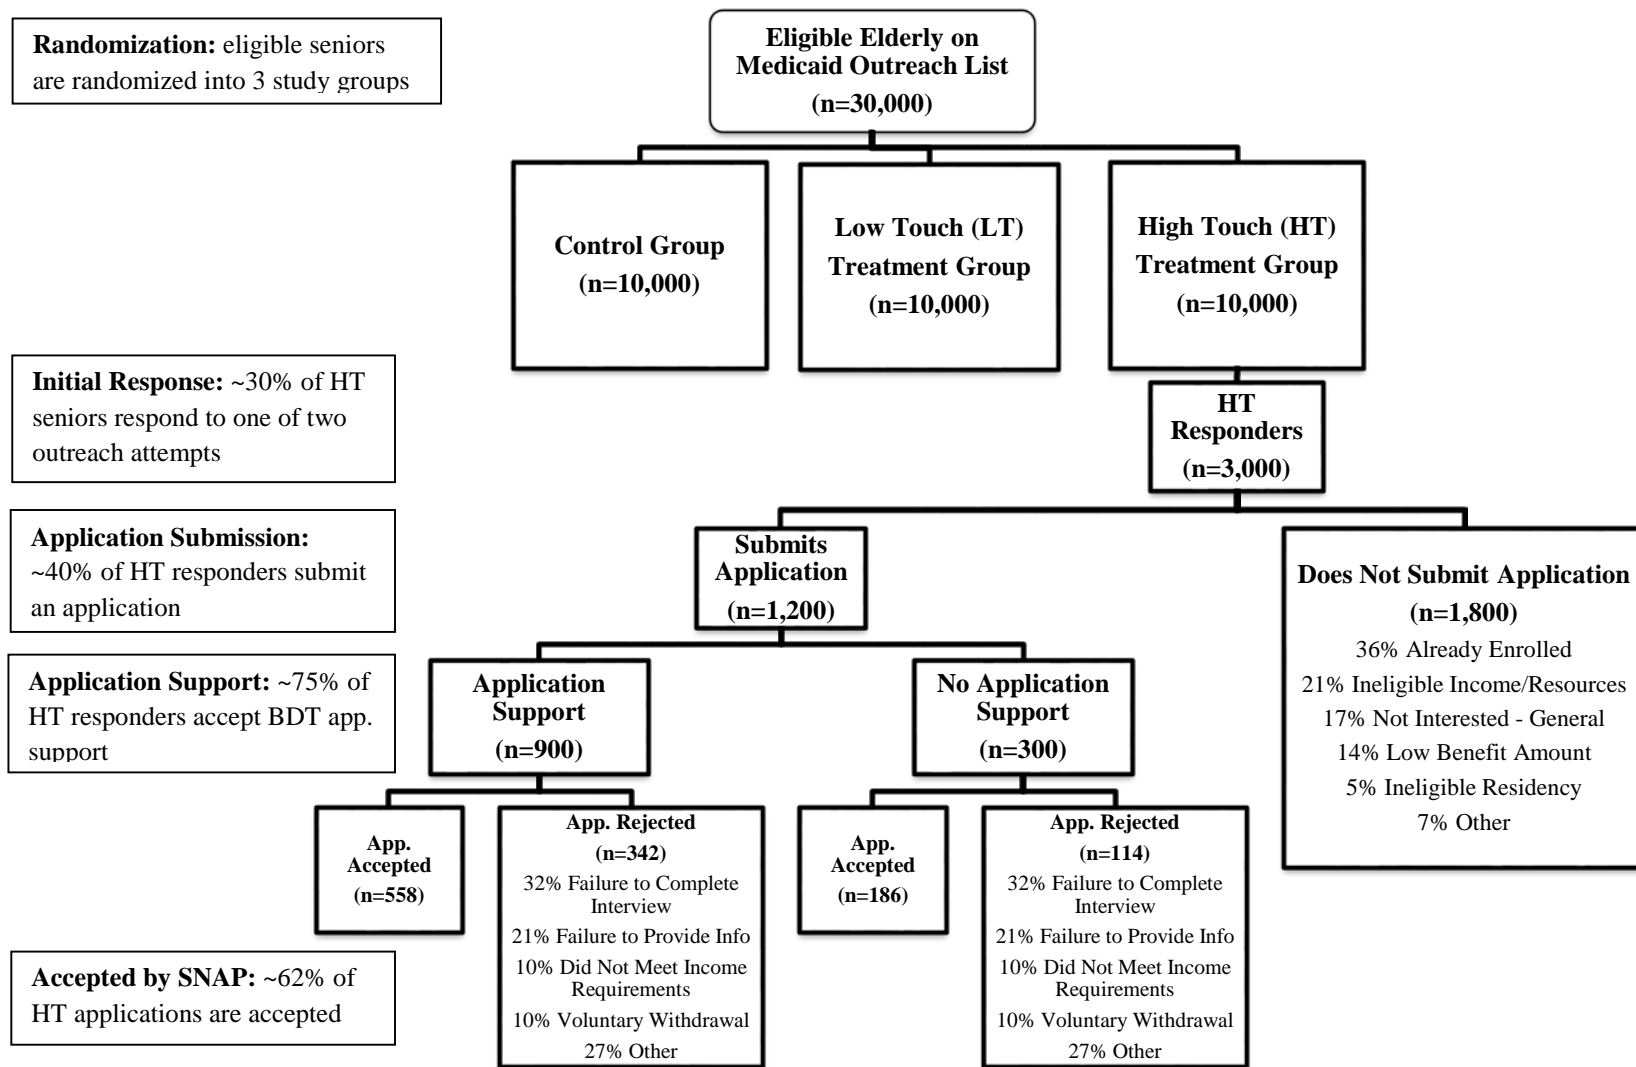 Randomization: eligible seniors
are randomized into 3 study groups
Eligible Elderly on
Medicaid Outreach List
(n=30,000)
Control Group
(n=10,000)
Low Touch (LT)
Treatment Group
(n=10,000)
High Touch (HT)
Treatment Group
(n=10,000)
Initial Response: ~30% of HT
seniors respond to one of two
outreach attempts
HT
Responders
(n=3,000)
Application Submission:
~40% of HT responders submit
an application
Submits
Application
(n=1,200)
Does Not Submit Application
(n=1,800)
36% Already Enrolled
21% Ineligible Income/Resources
17% Not Interested - General
14% Low Benefit Amount
5% Ineligible Residency
7% Other
Application Support: ~75% of
HT responders accept BDT app.
support
Application
Support
(n=900)
No Application
Support
(n=300)
App.
Accepted
(n=558)
App. Rejected
(n=342)
32% Failure to Complete
Interview
21% Failure to Provide Info
10% Did Not Meet Income
Requirements
10% Voluntary Withdrawal
27% Other
App.
Accepted
(n=186)
App. Rejected
(n=114)
32% Failure to Complete
Interview
21% Failure to Provide Info
10% Did Not Meet Income
Requirements
10% Voluntary Withdrawal
27% Other
Accepted by SNAP: ~62% of
HT applications are accepted